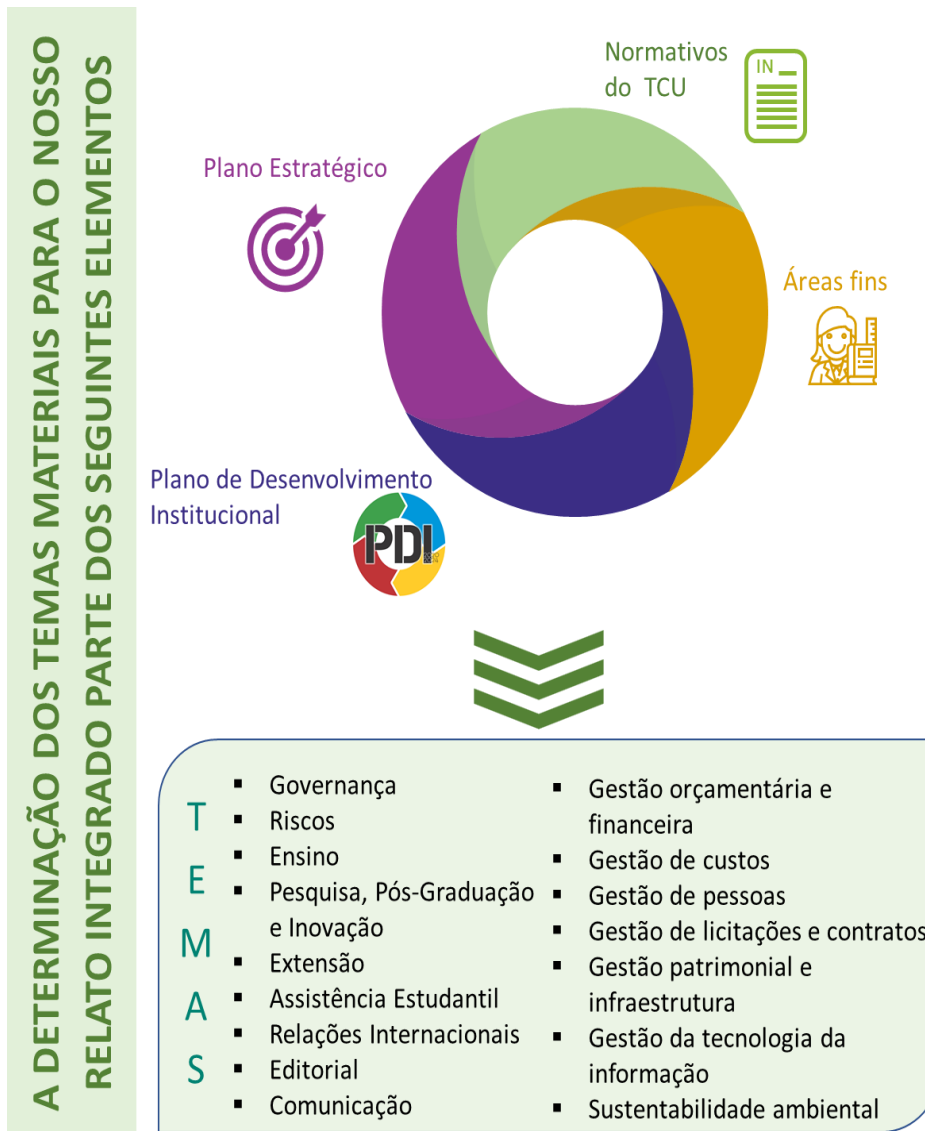 A DETERMINAÇÃO DOS TEMAS MATERIAIS PARA O NOSSO
RELATO INTEGRADO PARTE DOS SEGUINTES ELEMENTOS
Normativos
do TCU
IN
Plano Estratégico
Áreas fins
Plano de Desenvolvimento
Institucional
PDI
TEMAS
Governança
Riscos
Ensino
Pesquisa, Pós-Graduação
e Inovação
Extensão
Assistência Estudantil
Relações Internacionais
Editorial
Comunicação
Gestão orçamentária e
financeira
Gestão de custos
Gestão de pessoas
Gestão de licitações e contratos
Gestão patrimonial e
infraestrutura
Gestão da tecnologia da
informação
Sustentabilidade ambiental